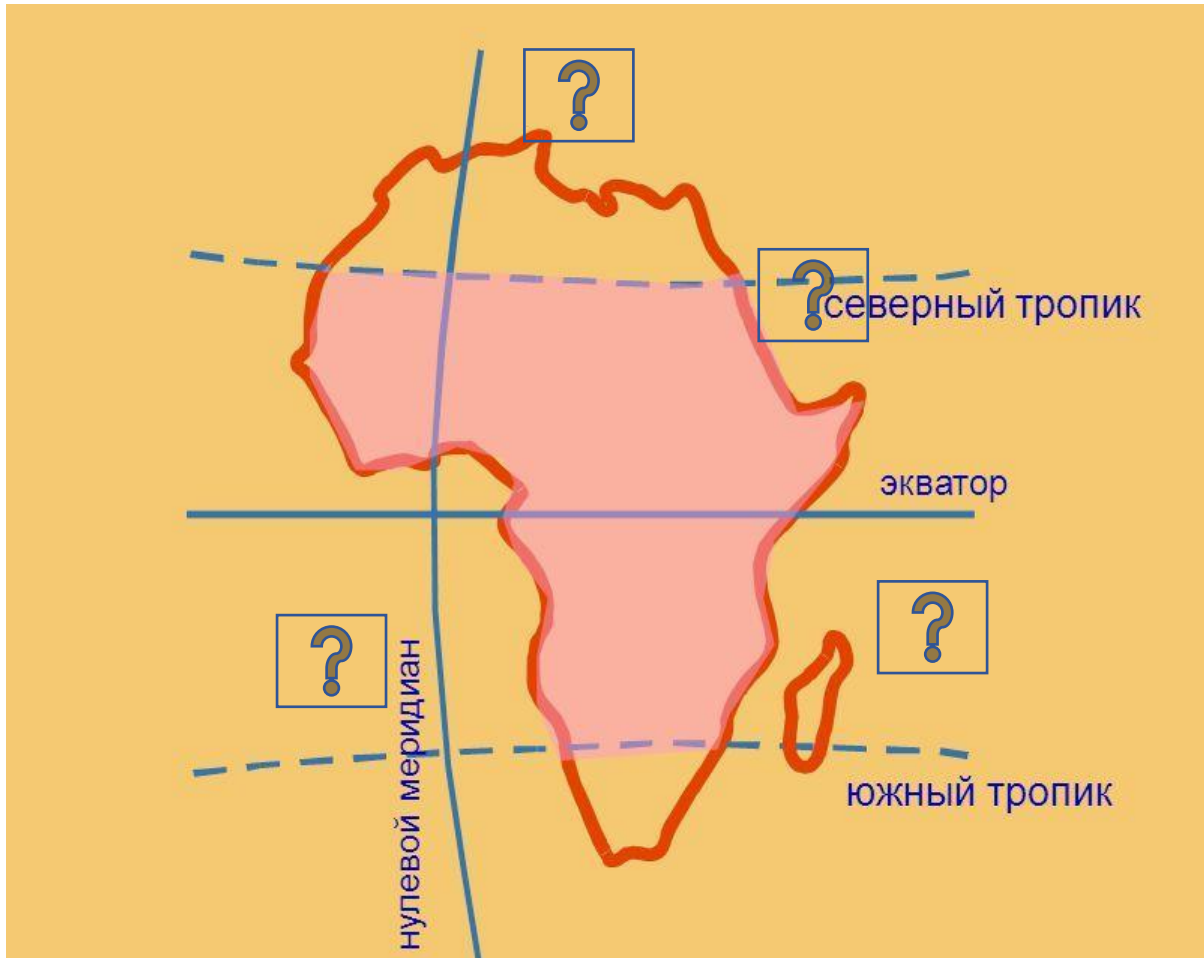 ?
?
северный тропик
экватор
?
?
нулевой меридиан
южный тропик